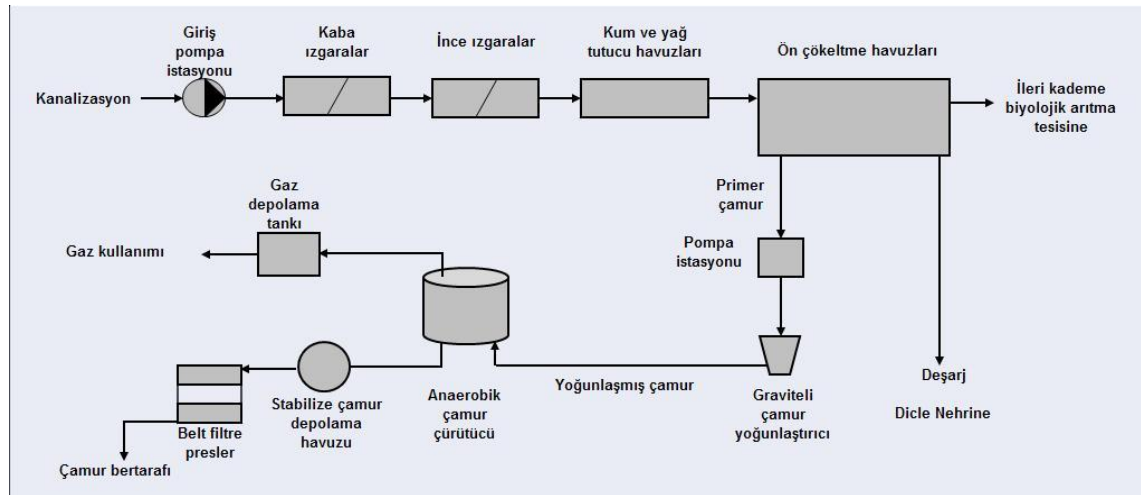 Giriş
pompa
istasyonu
Kaba
ızgaralar
İnce ızgaralar
Kum ve yağ
tutucu havuzları
Ön çökeltme havuzları
Kanalizasyon
İleri kademe
biyolojik arıtma
tesisine
Primer
çamur
Gaz
depolama
tankı
Gaz kullanımı
Pompa
istasyonu
Deşarj
Dicle Nehrine
Yoğunlaşmış çamur
Graviteli
çamur
yoğunlaştırıcı
Anaerobik
çamur
çürütücü
Stabilize çamur
depolama
havuzu
Belt filtre
presler
Çamur bertarafı